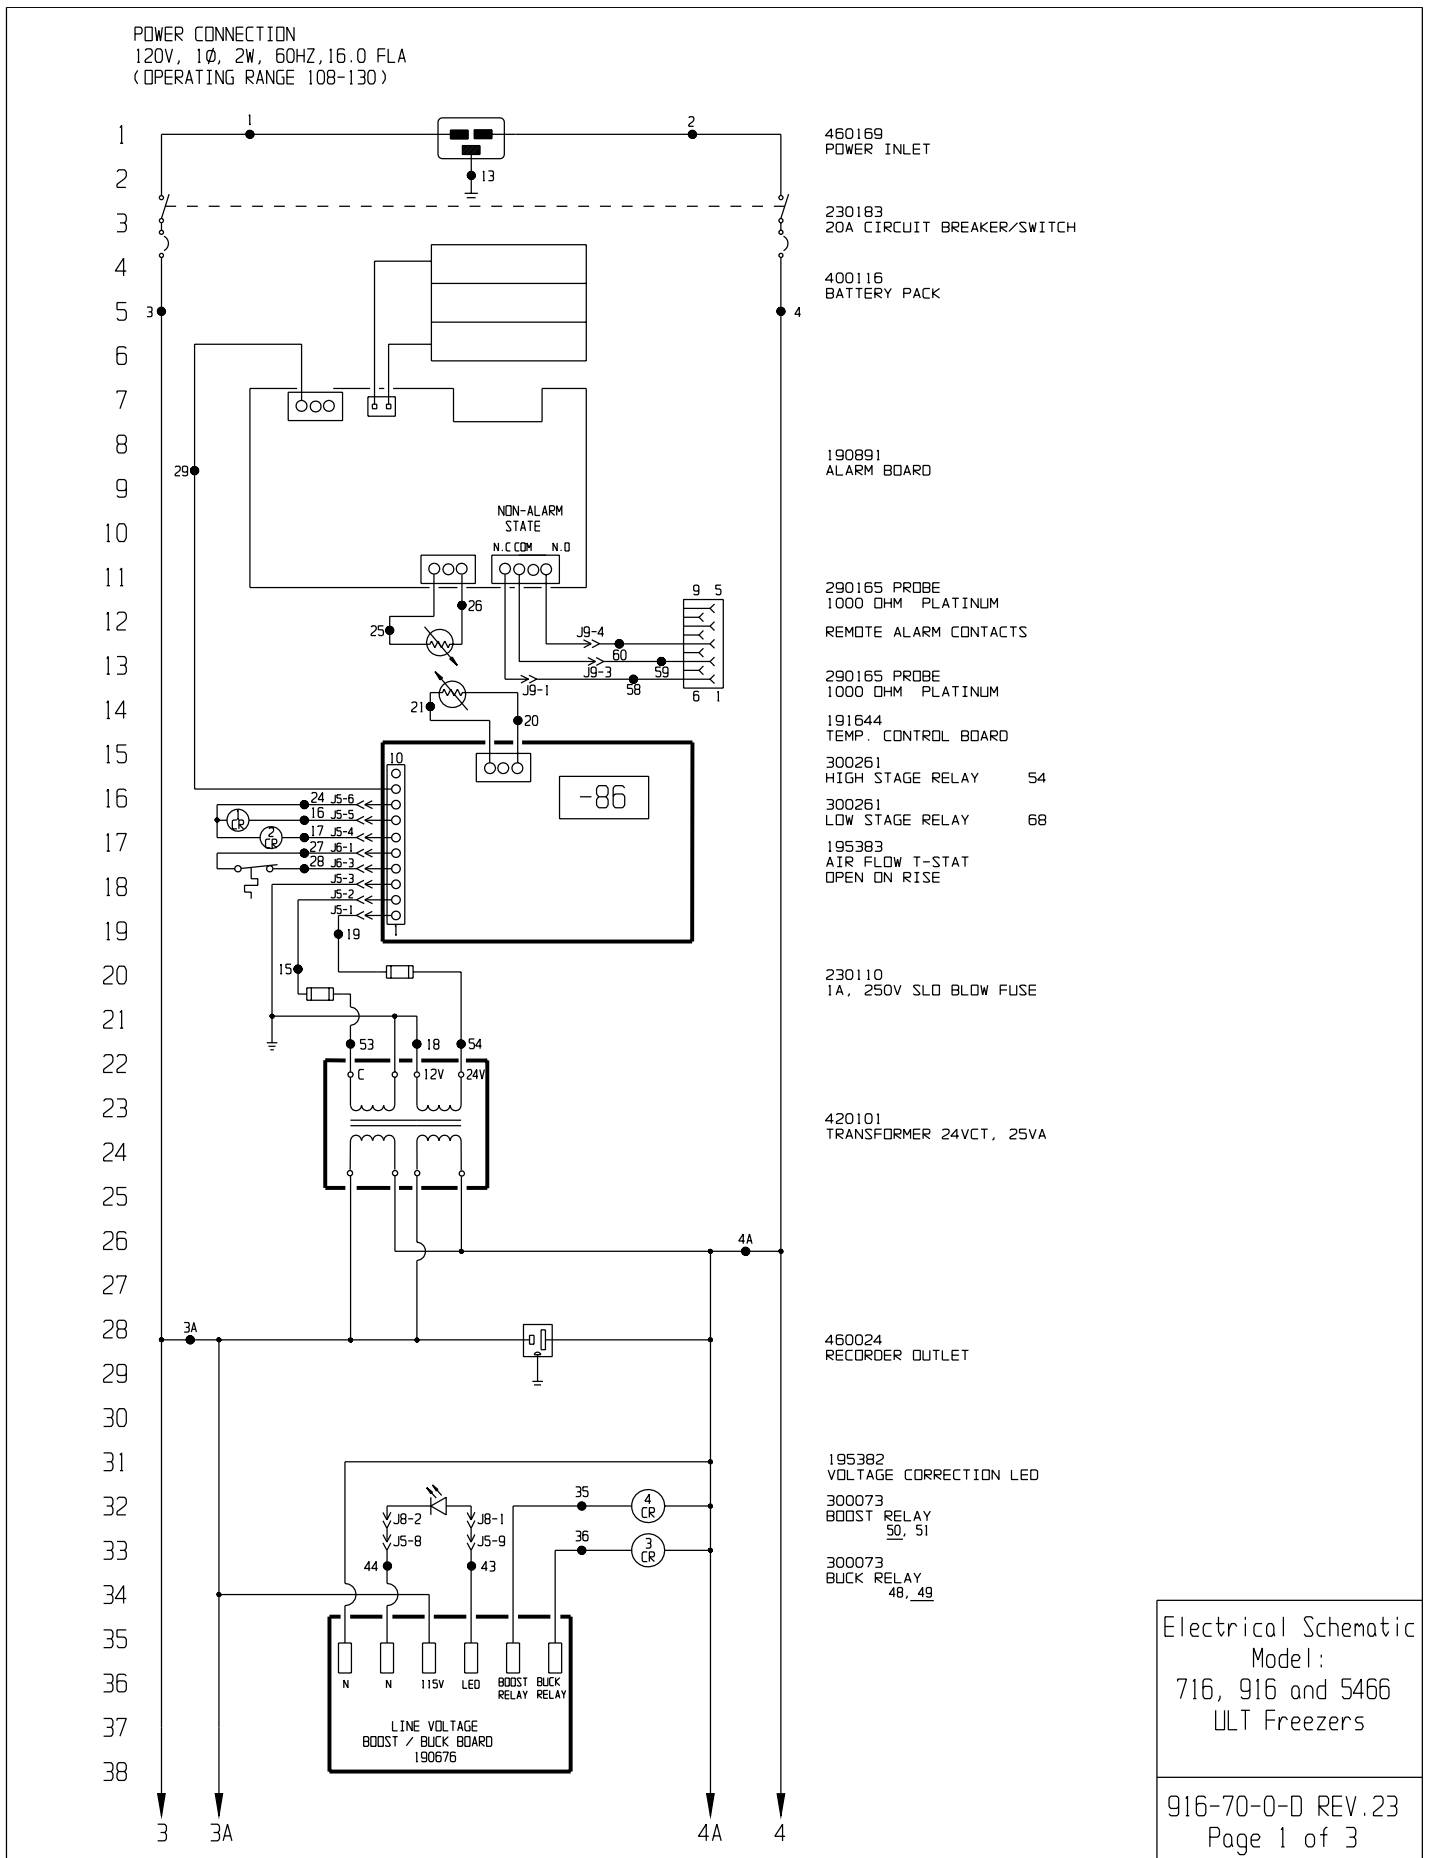 POWER CONNECTION
120V, 1Ø, 2W, 60HZ,16.0 FLA
(OPERATING RANGE 108-130)
1
1
2
460169
POWER INLET
2
13
3
230183
20A CIRCUIT BREAKER/SWITCH
4
400116
BATTERY PACK
5
3
4
6
7
8
190891
ALARM BOARD
29
9
NON-ALARM
STATE
10
N.C COM N.O
11
9 5
290165 PROBE
1000 OHM PLATINUM
26
12
25
J9-4
REMOTE ALARM CONTACTS
60
13
J9-3
59
290165 PROBE
1000 OHM PLATINUM
J9-1
58
6 1
14
21
20
191644
TEMP. CONTROL BOARD
15
10
300261
HIGH STAGE RELAY 54
16
24 J5-6
-86
300261
LOW STAGE RELAY 68
1
CR
16 J5-5
17
2
CR
17 J5-4
195383
AIR FLOW T-STAT
OPEN ON RISE
27 J6-1
28 J6-3
18
J5-3
J5-2
J5-1
19
1
19
20
15
230110
1A, 250V SLO BLOW FUSE
21
22
53
18
54
C
12V
24V
23
420101
TRANSFORMER 24VCT, 25VA
24
25
26
4A
27
28
3A
460024
RECORDER OUTLET
29
30
31
195382
VOLTAGE CORRECTION LED
32
35
4
CR
300073
BOOST RELAY
50, 51
J8-2
J8-1
33
J5-8
J5-9
36
3
CR
44
43
300073
BUCK RELAY
48, 49
34
35
36
N
N
115V
LED
BOOST
RELAY
BUCK
RELAY
37
LINE VOLTAGE
BOOST / BUCK BOARD
190676
38
3
3A
4A
4
Electrical Schematic
Model:
716, 916 and 5466
ULT Freezers
916-70-0-D REV.23
Page 1 of 3